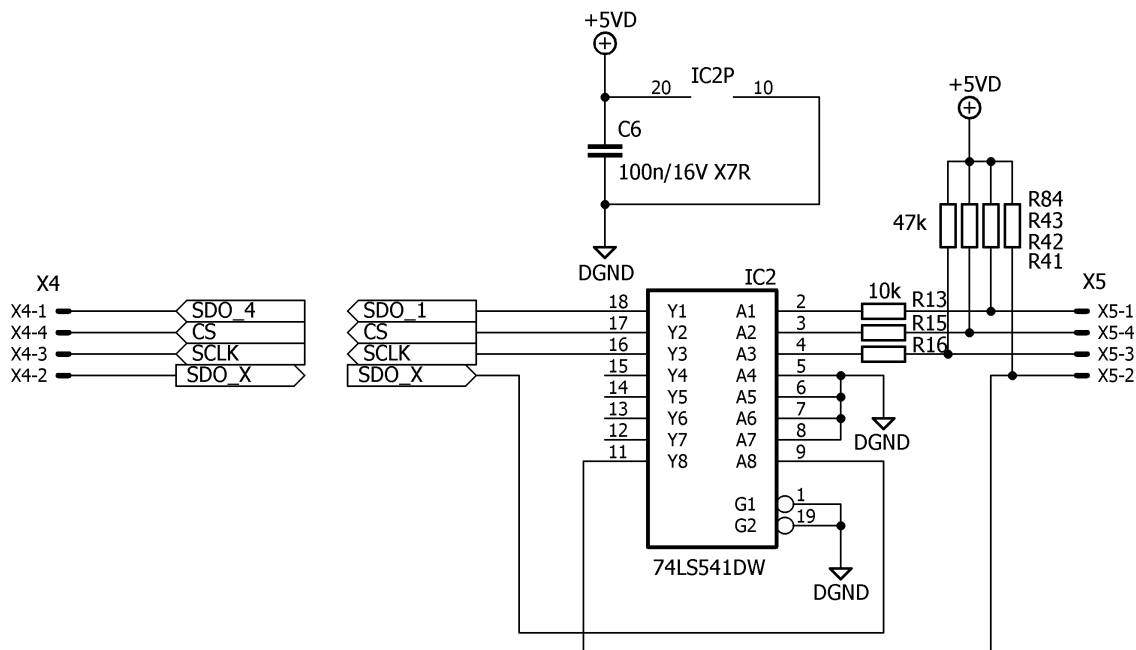 +5VD
IC2P
20
10
+5VD
C6
100n/16V X7R
47k
R84
R43
R42
R41
DGND
X4
IC2
X5
X4-1
SDO_4
SDO_1
18
Y1
A1
2
10k
R13
X5-1
X4-4
CS
CS
17
Y2
A2
3
R15
X5-4
X4-3
SCLK
SCLK
16
Y3
A3
4
R16
X5-3
X4-2
SDO_X
SDO_X
15
Y4
A4
5
X5-2
14
Y5
A5
6
13
Y6
A6
7
DGND
12
Y7
A7
8
11
Y8
A8
9
G1
1
G2
19
74LS541DW
DGND